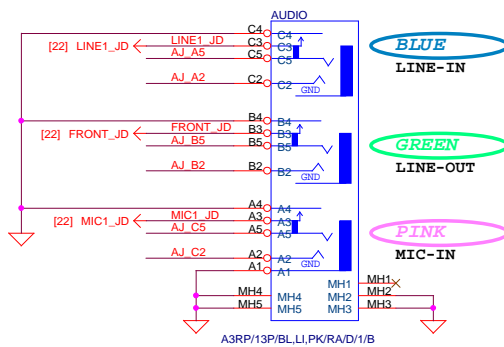 AUDIO
C4 C4
[22] LINE1_JD LINE1_JD C3 C3
AJ_A5 C5 C5
AJ_A2 C2 C2
GND
BLUE
LINE-IN
B4 B4
[22] FRONT_JD FRONT_JD B3 B3
AJ_B5 B5 B5
AJ_B2 B2 B2
GND
GREEN
LINE-OUT
A4 A4
[22] MIC1_JD MIC1_JD A3 A3
AJ_C5 A5 A5
AJ_C2 A2 A2
GND
A1 A1
PINK
MIC-IN
MH1 MH1
MH4 MH4 MH2 MH2
MH5 MH5 MH3 MH3
A3RP/13P/BL,LI,PK/RA/D/1/B